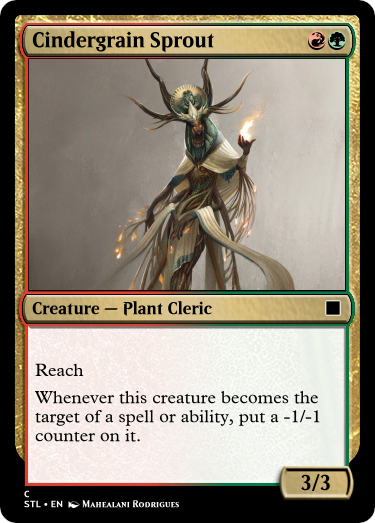 Cindergrain Sprout
Creature — Plant Cleric
Reach
Whenever this creature becomes the
target of a spell or ability, put a -1/-1
counter on it.
3/3
C
STL • EN Mahealani Rodrigues